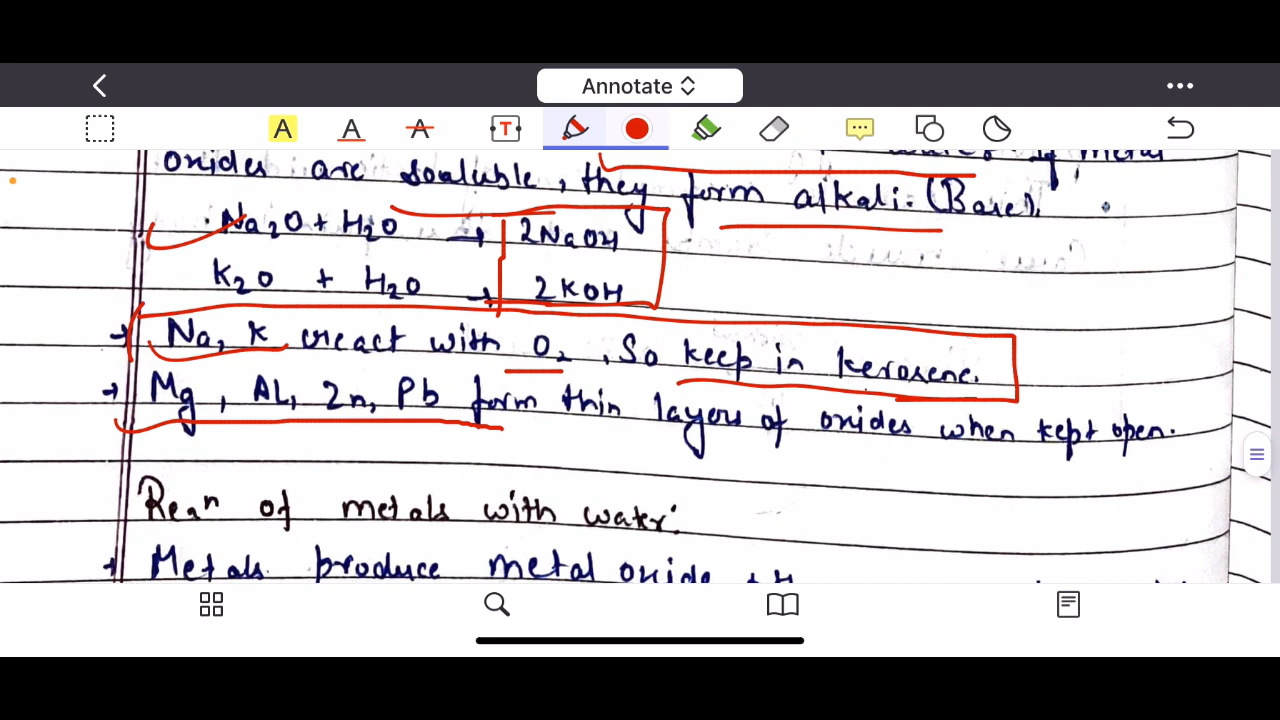 Annotate
A A A T
oxides are soaluble, they form alkali. (Base).
Na2O + H2O → 2NaOH
K2O + H2O → 2KOH
→ Na, K react with O2, So keep in kerosene.
→ Mg, Al, Zn, Pb form thin layers of oxides when kept open.
Reaⁿ of metals with water:
→ Metals produce metal oxide + H